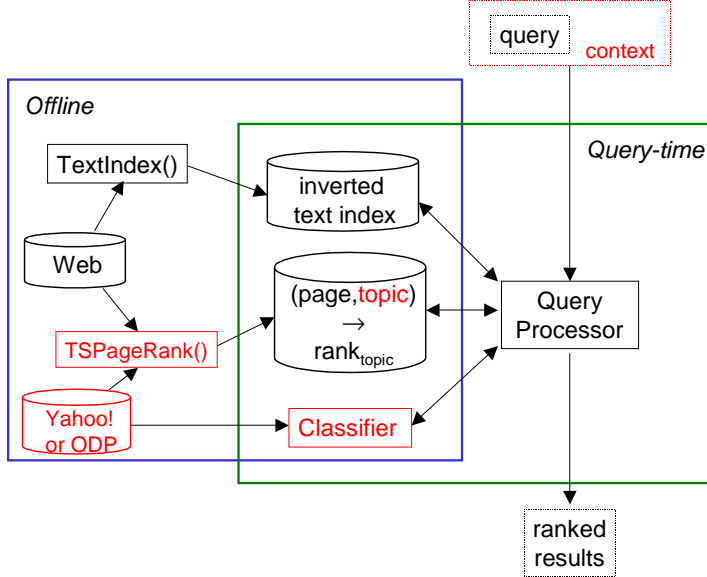 query
context
Offline
Query-time
TextIndex()
inverted
text index
Web
(page,topic)
→
rank_topic
Query
Processor
TSPageRank()
Yahoo!
or ODP
Classifier
ranked
results